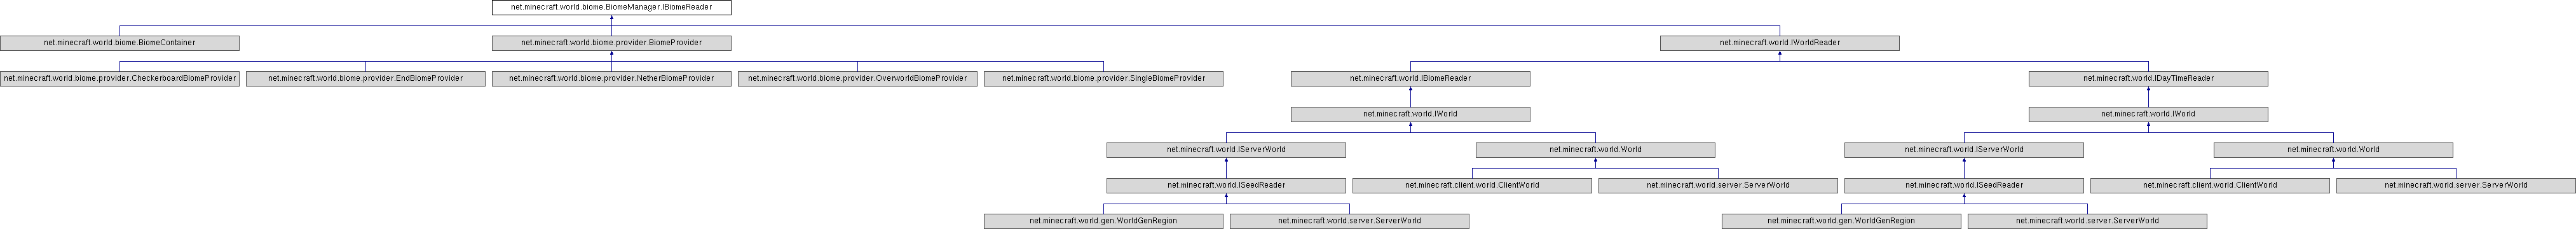 net.minecraft.world.biome.BiomeManager.IBiomeReader
net.minecraft.world.biome.BiomeContainer
net.minecraft.world.biome.provider.BiomeProvider
net.minecraft.world.IWorldReader
net.minecraft.world.biome.provider.CheckerboardBiomeProvider
net.minecraft.world.biome.provider.EndBiomeProvider
net.minecraft.world.biome.provider.NetherBiomeProvider
net.minecraft.world.biome.provider.OverworldBiomeProvider
net.minecraft.world.biome.provider.SingleBiomeProvider
net.minecraft.world.IBiomeReader
net.minecraft.world.IDayTimeReader
net.minecraft.world.IWorld
net.minecraft.world.IWorld
net.minecraft.world.IServerWorld
net.minecraft.world.World
net.minecraft.world.IServerWorld
net.minecraft.world.World
net.minecraft.world.ISeedReader
net.minecraft.client.world.ClientWorld
net.minecraft.world.server.ServerWorld
net.minecraft.world.ISeedReader
net.minecraft.client.world.ClientWorld
net.minecraft.world.server.ServerWorld
net.minecraft.world.gen.WorldGenRegion
net.minecraft.world.server.ServerWorld
net.minecraft.world.gen.WorldGenRegion
net.minecraft.world.server.ServerWorld